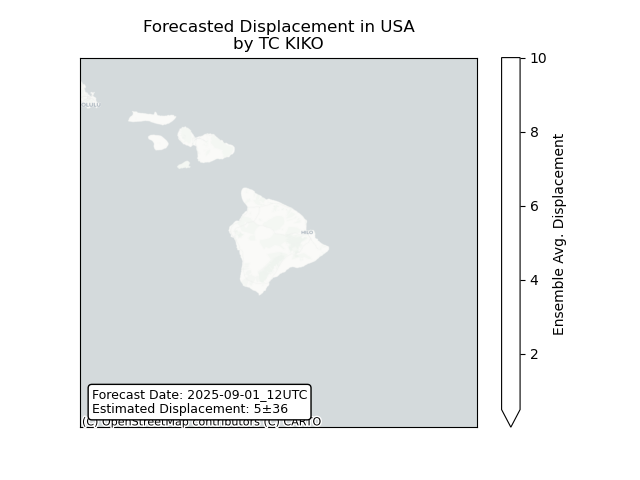 Forecasted Displacement in USA
by TC KIKO
10
8
6
4
2
Ensemble Avg. Displacement
HILO
Forecast Date: 2025-09-01_12UTC
Estimated Displacement: 5±36
(C) OpenStreetMap contributors (C) CARTO